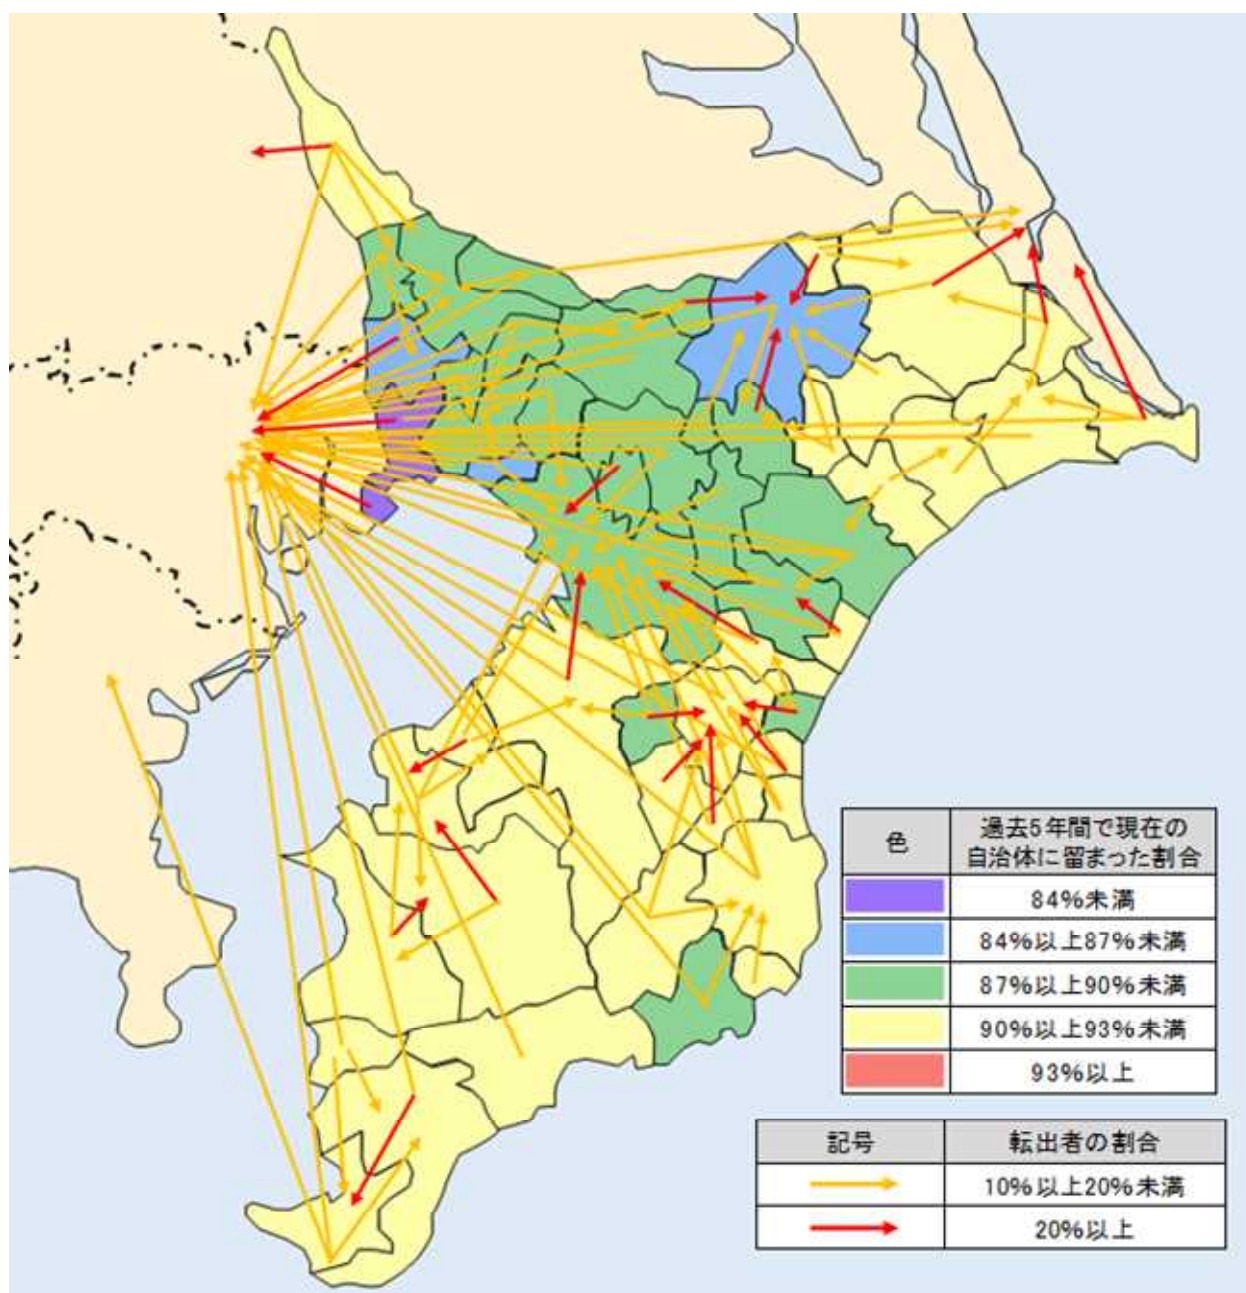 色
過去5年間で現在の
自治体に留まった割合
84%未満
84%以上87%未満
87%以上90%未満
90%以上93%未満
93%以上
記号
転出者の割合
10%以上20%未満
20%以上